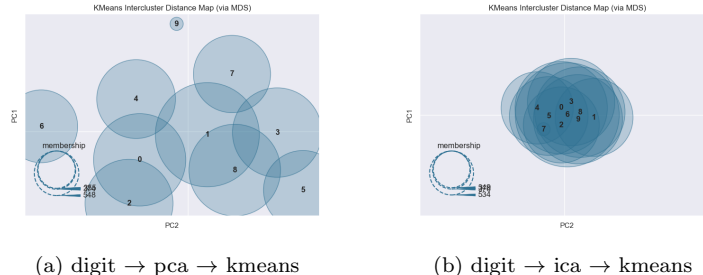 KMeans Intercluster Distance Map (via MDS)
9
7
4
6
1
3
0
8
5
2
membership
548
PC1
PC2
(a) digit → pca → kmeans
KMeans Intercluster Distance Map (via MDS)
4
0
3
5
6
8
1
9
7
2
membership
534
PC1
PC2
(b) digit → ica → kmeans